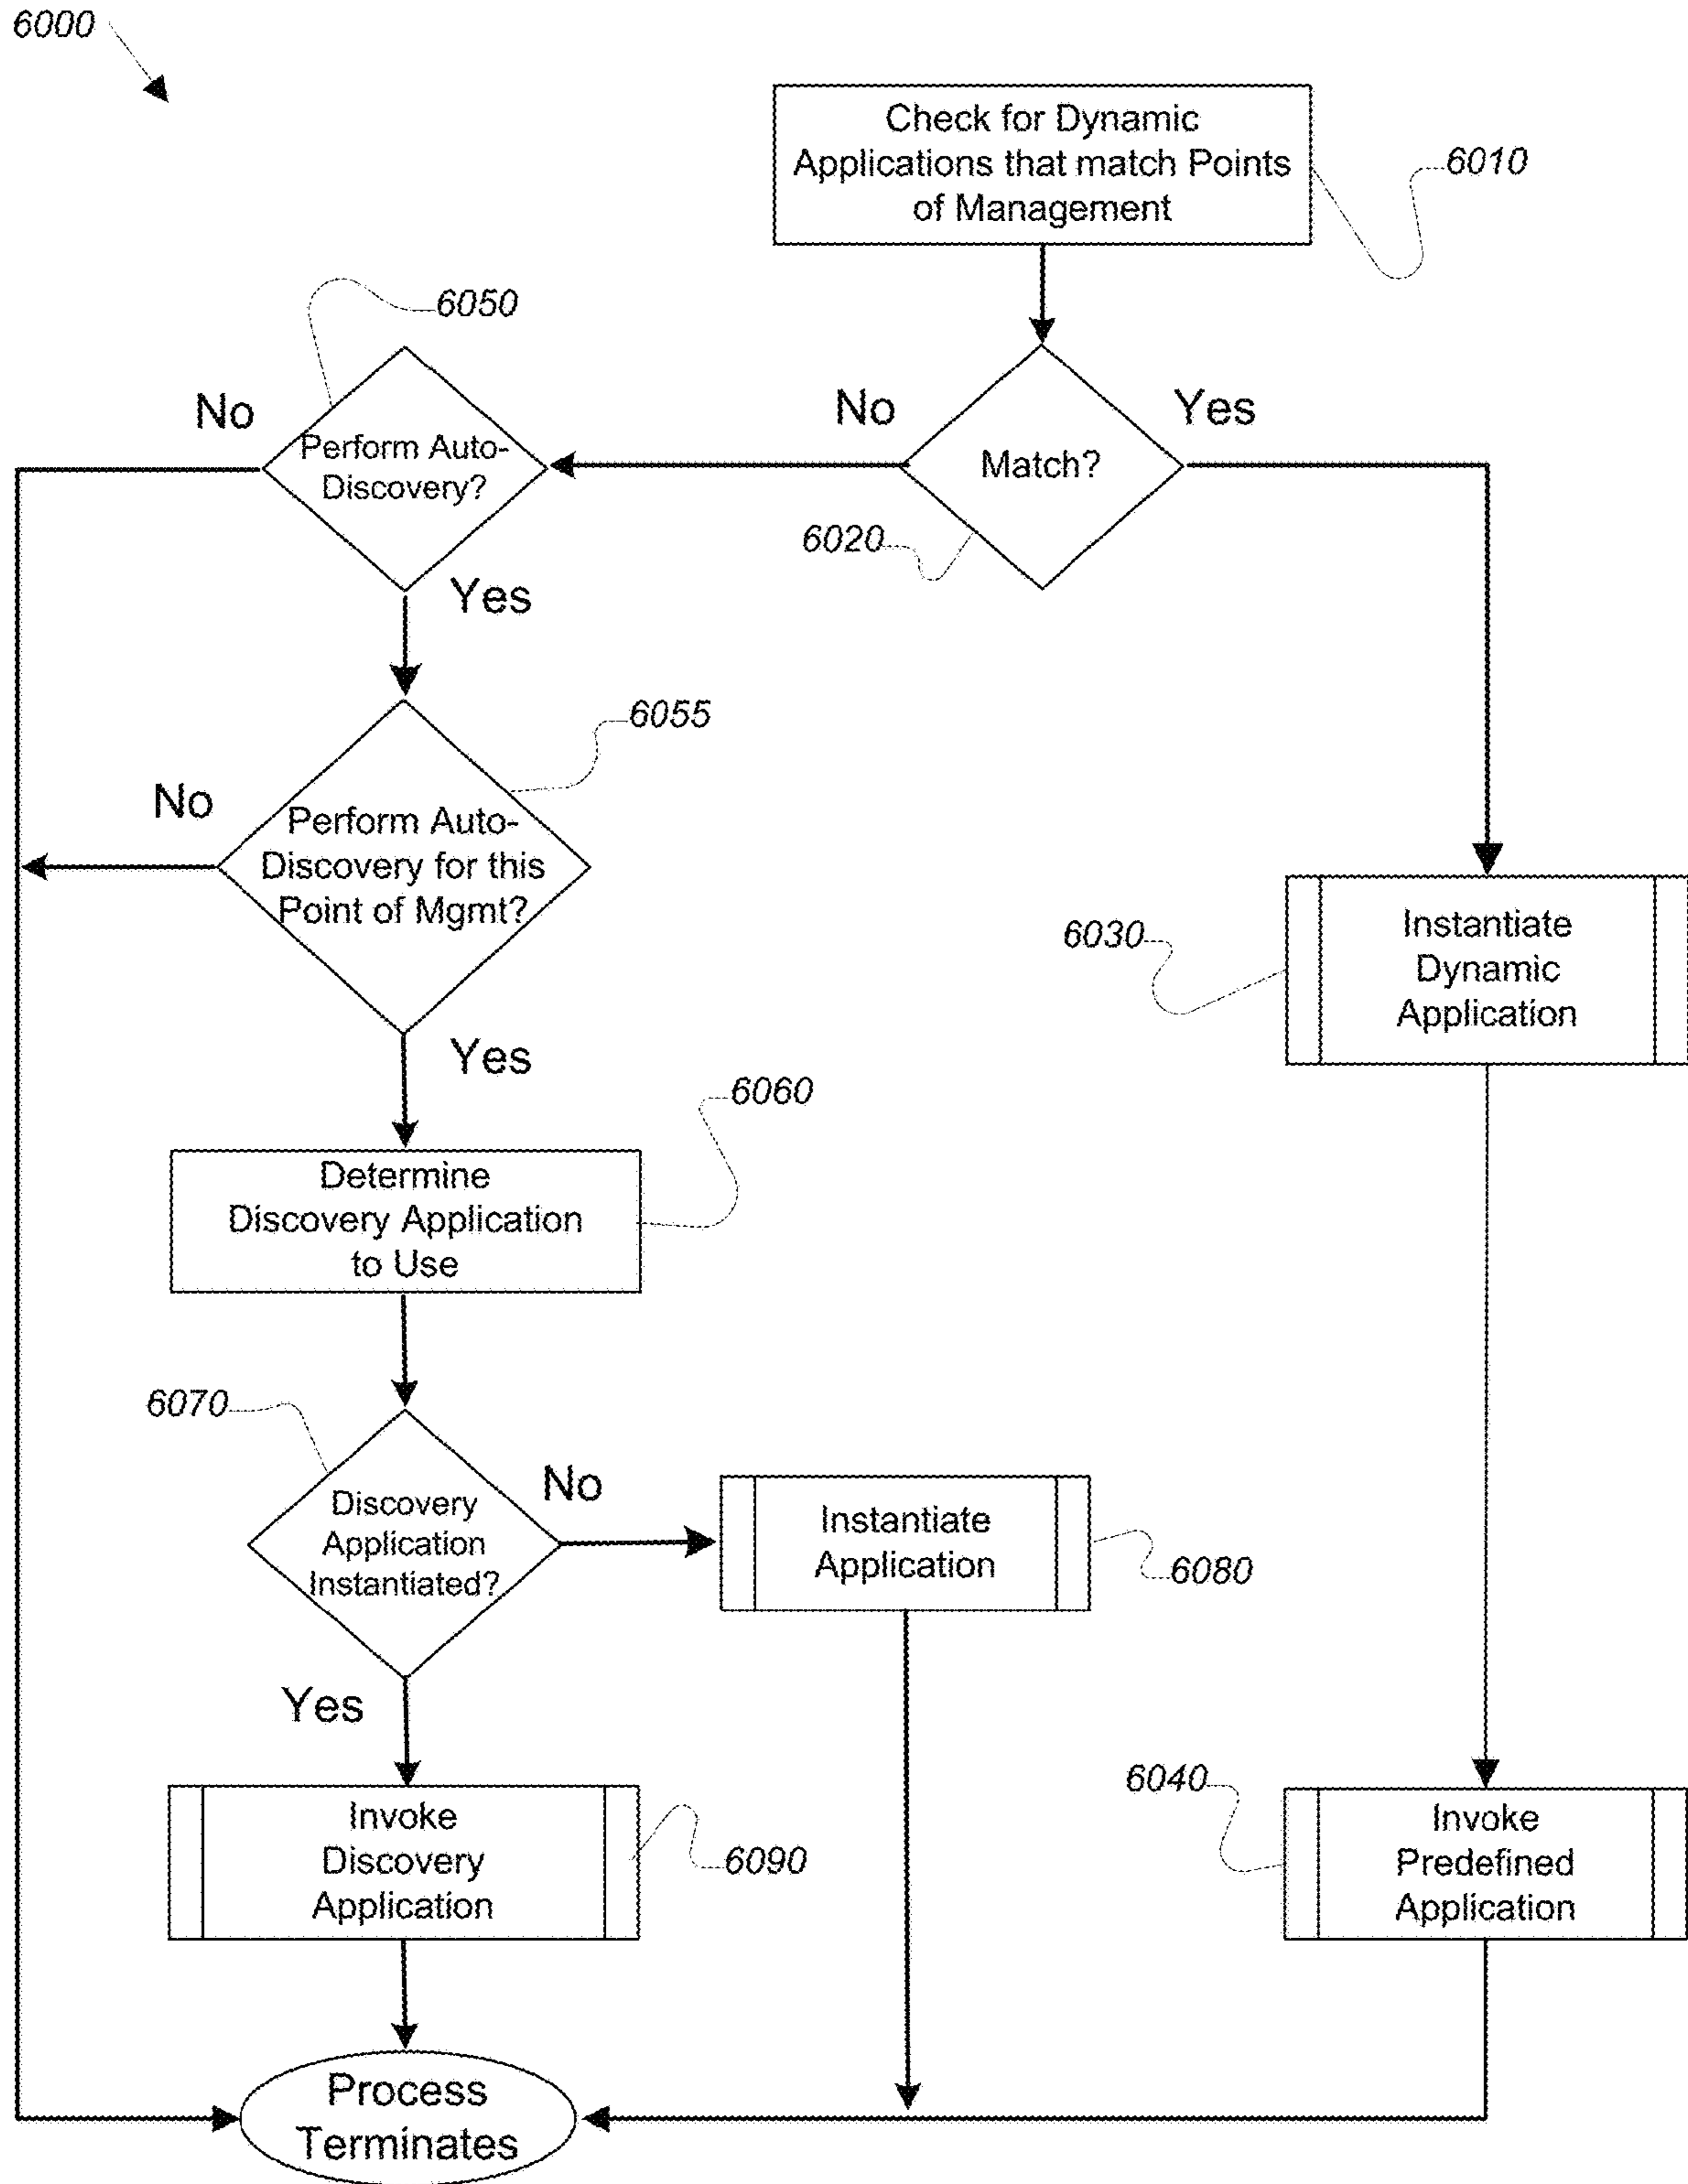 6000
Check for Dynamic
Applications that match Points
of Management
6010
6050
No
Perform Auto-
Discovery?
Yes
No
Yes
Match?
6020
6055
No
Perform Auto-
Discovery for this
Point of Mgmt?
Yes
6030
Instantiate
Dynamic
Application
6060
Determine
Discovery Application
to Use
6070
Discovery
Application
Instantiated?
No
Instantiate
Application
6080
Yes
Invoke
Discovery
Application
6090
6040
Invoke
Predefined
Application
Process
Terminates